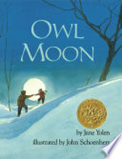 OWL
MOON
by Jane Yolen
illustrated by John Schoenherr